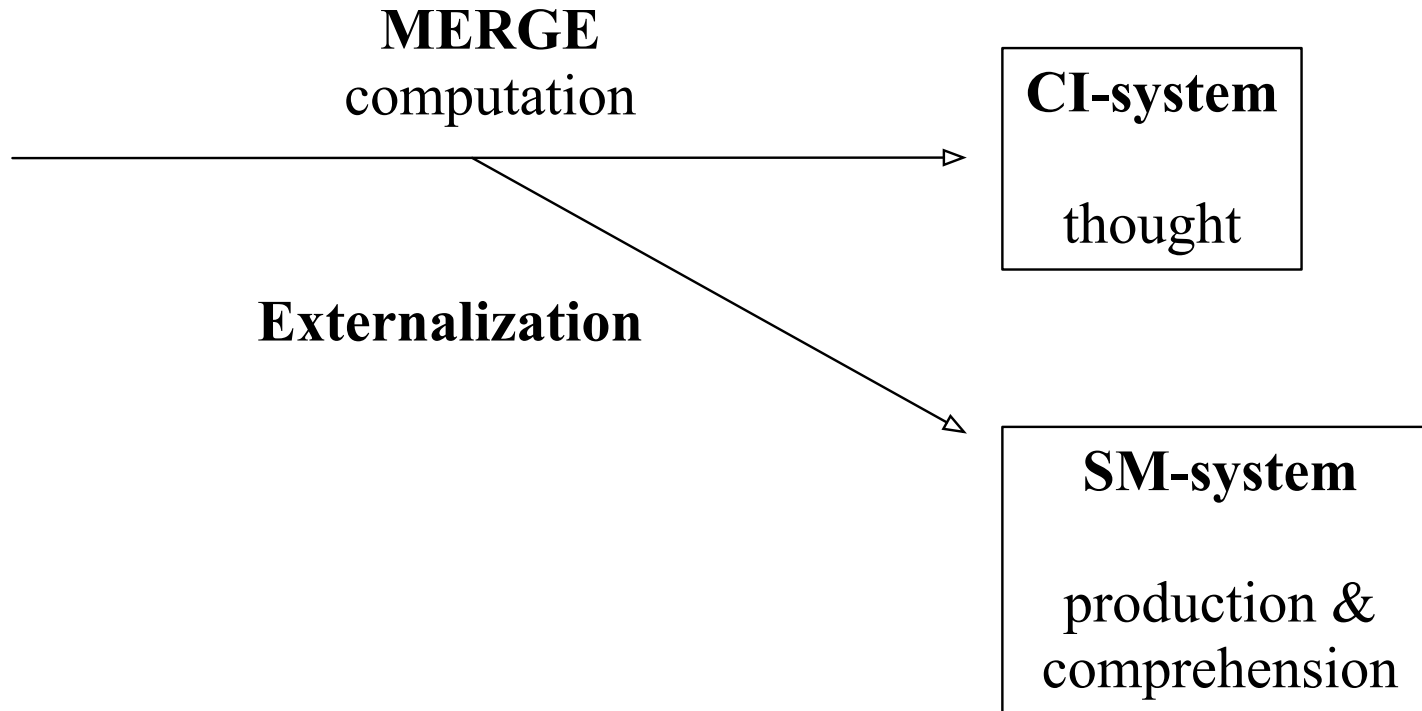 MERGE
computation
CI-system
thought
Externalization
SM-system
production &
comprehension